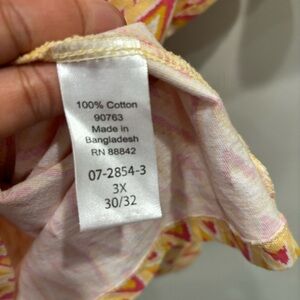 100% Cotton
90763
Made in
Bangladesh
RN 88842
07-2854-3
3X
30/32